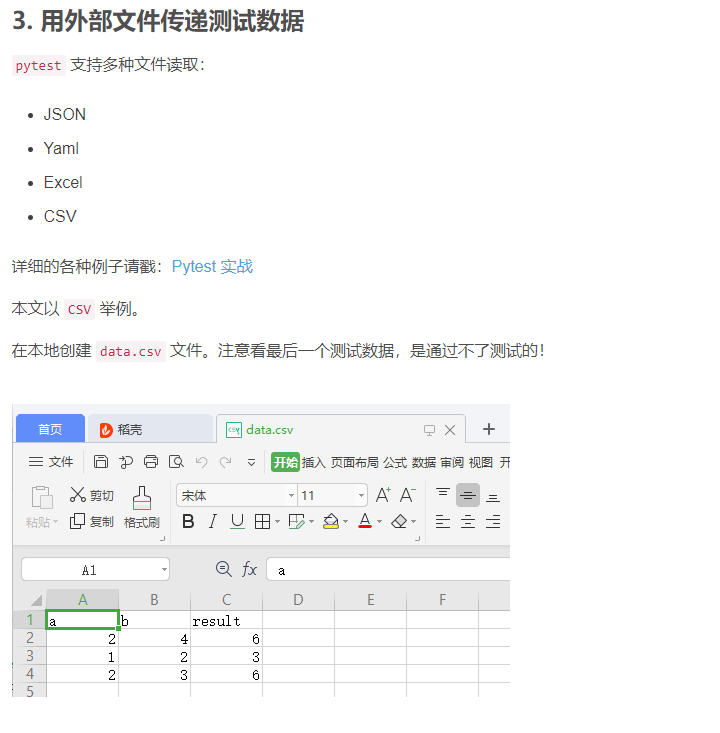 3. 用外部文件传递测试数据
pytest 支持多种文件读取：
JSON
Yaml
Excel
CSV
详细的各种例子请戳：Pytest 实战
本文以 CSV 举例。
在本地创建 data.csv 文件。注意看最后一个测试数据，是通过不了测试的！
首页 稻壳 CSV data.csv
文件 开始 插入 页面布局 公式 数据 审阅 视图 开
粘贴 剪切 复制 格式刷 宋体 11 A+ A-
B I U A
A1 fx a
A B C D E F
1 a b result
2 2 4 6
3 1 2 3
4 2 3 6
5